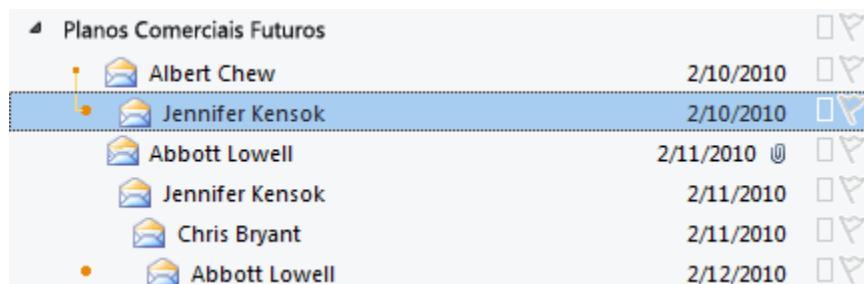 Planos Comerciais Futuros
Albert Chew 2/10/2010
Jennifer Kensok 2/10/2010
Abbott Lowell 2/11/2010
Jennifer Kensok 2/11/2010
Chris Bryant 2/11/2010
Abbott Lowell 2/12/2010